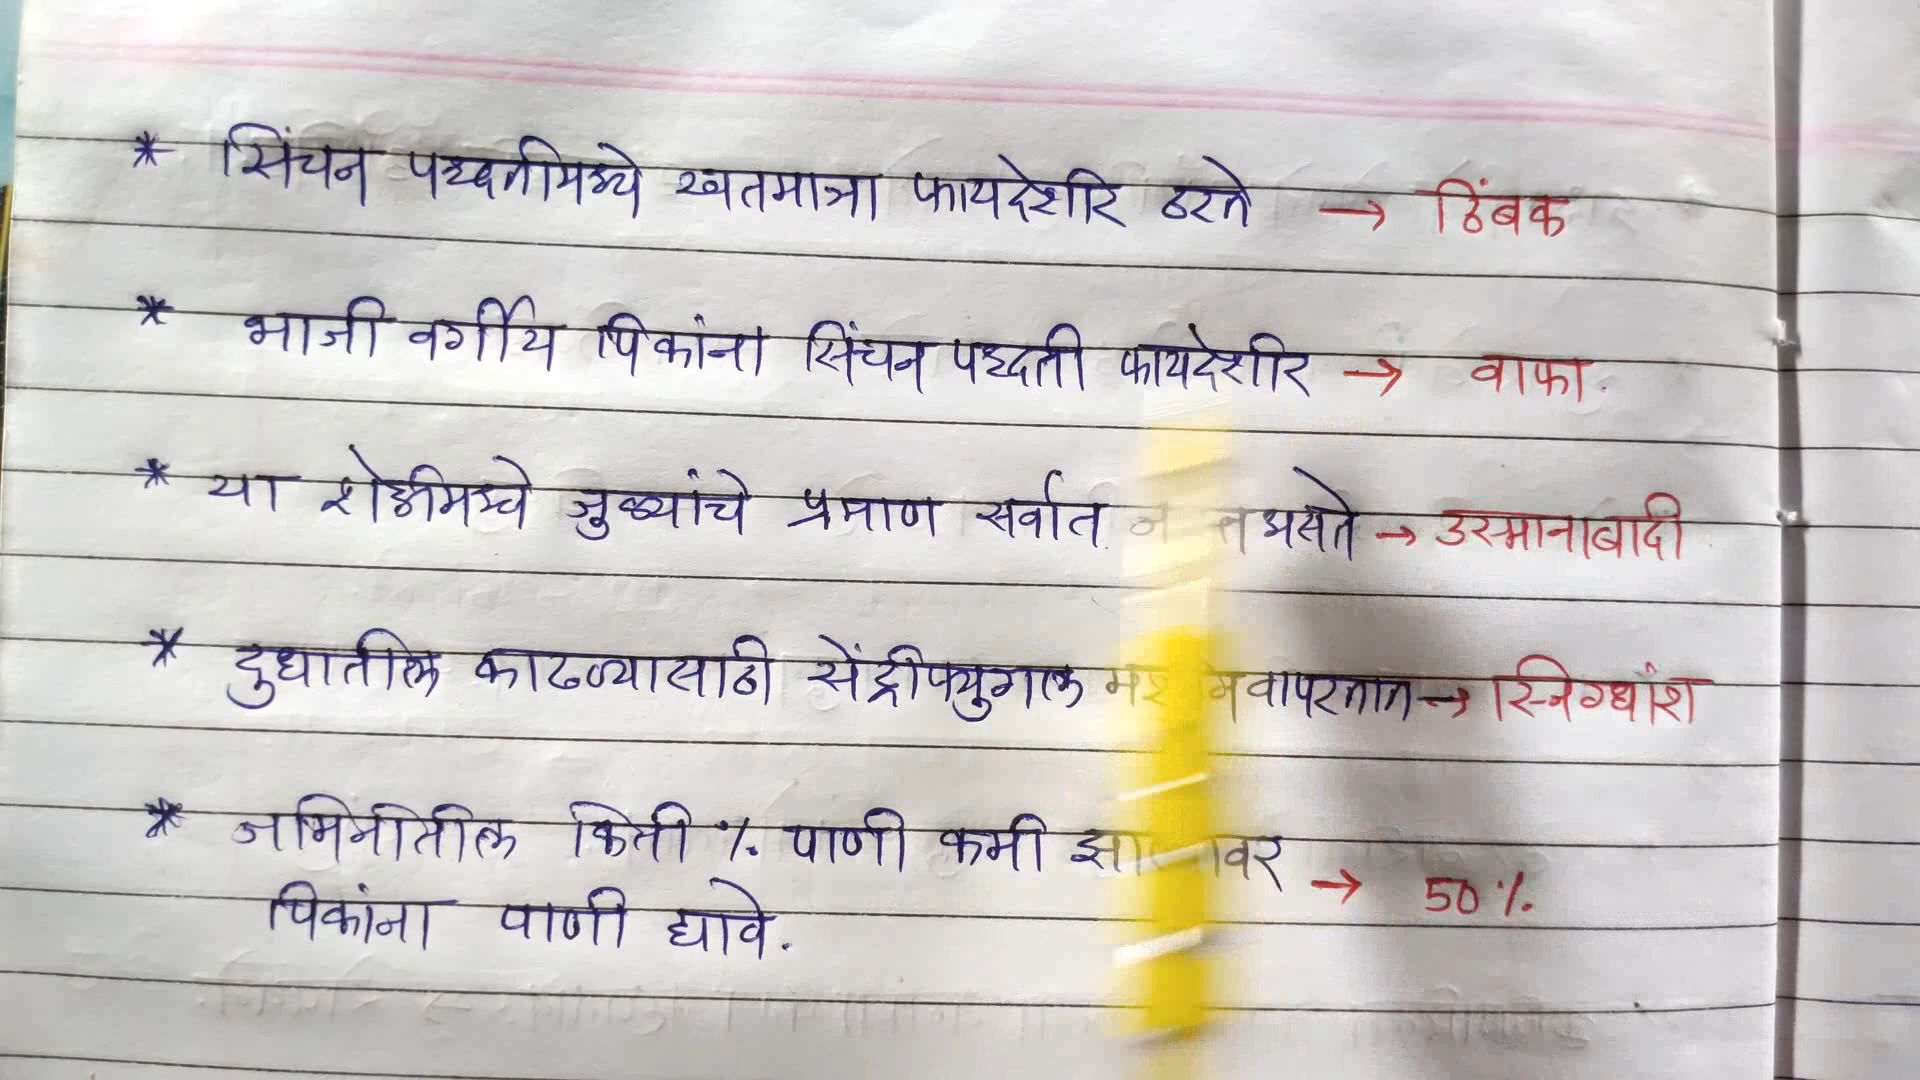 * सिंचन पध्दतीमध्ये खतमात्रा फायदेशीर ठरते → ठिंबक
* भाजी वर्गीय पिकांना सिंचन पध्दती फायदेशीर → वाफा.
* या शेळीमध्ये जुळ्यांचे प्रमाण सर्वात असते → उस्मानाबादी
* दुधातील काढण्यासाठी सेंद्रीफ्युगल वापरतात → स्निग्धांश
* जमिनीतील किती % पाणी कमी → 50 %.
पिकांना पाणी द्यावे.